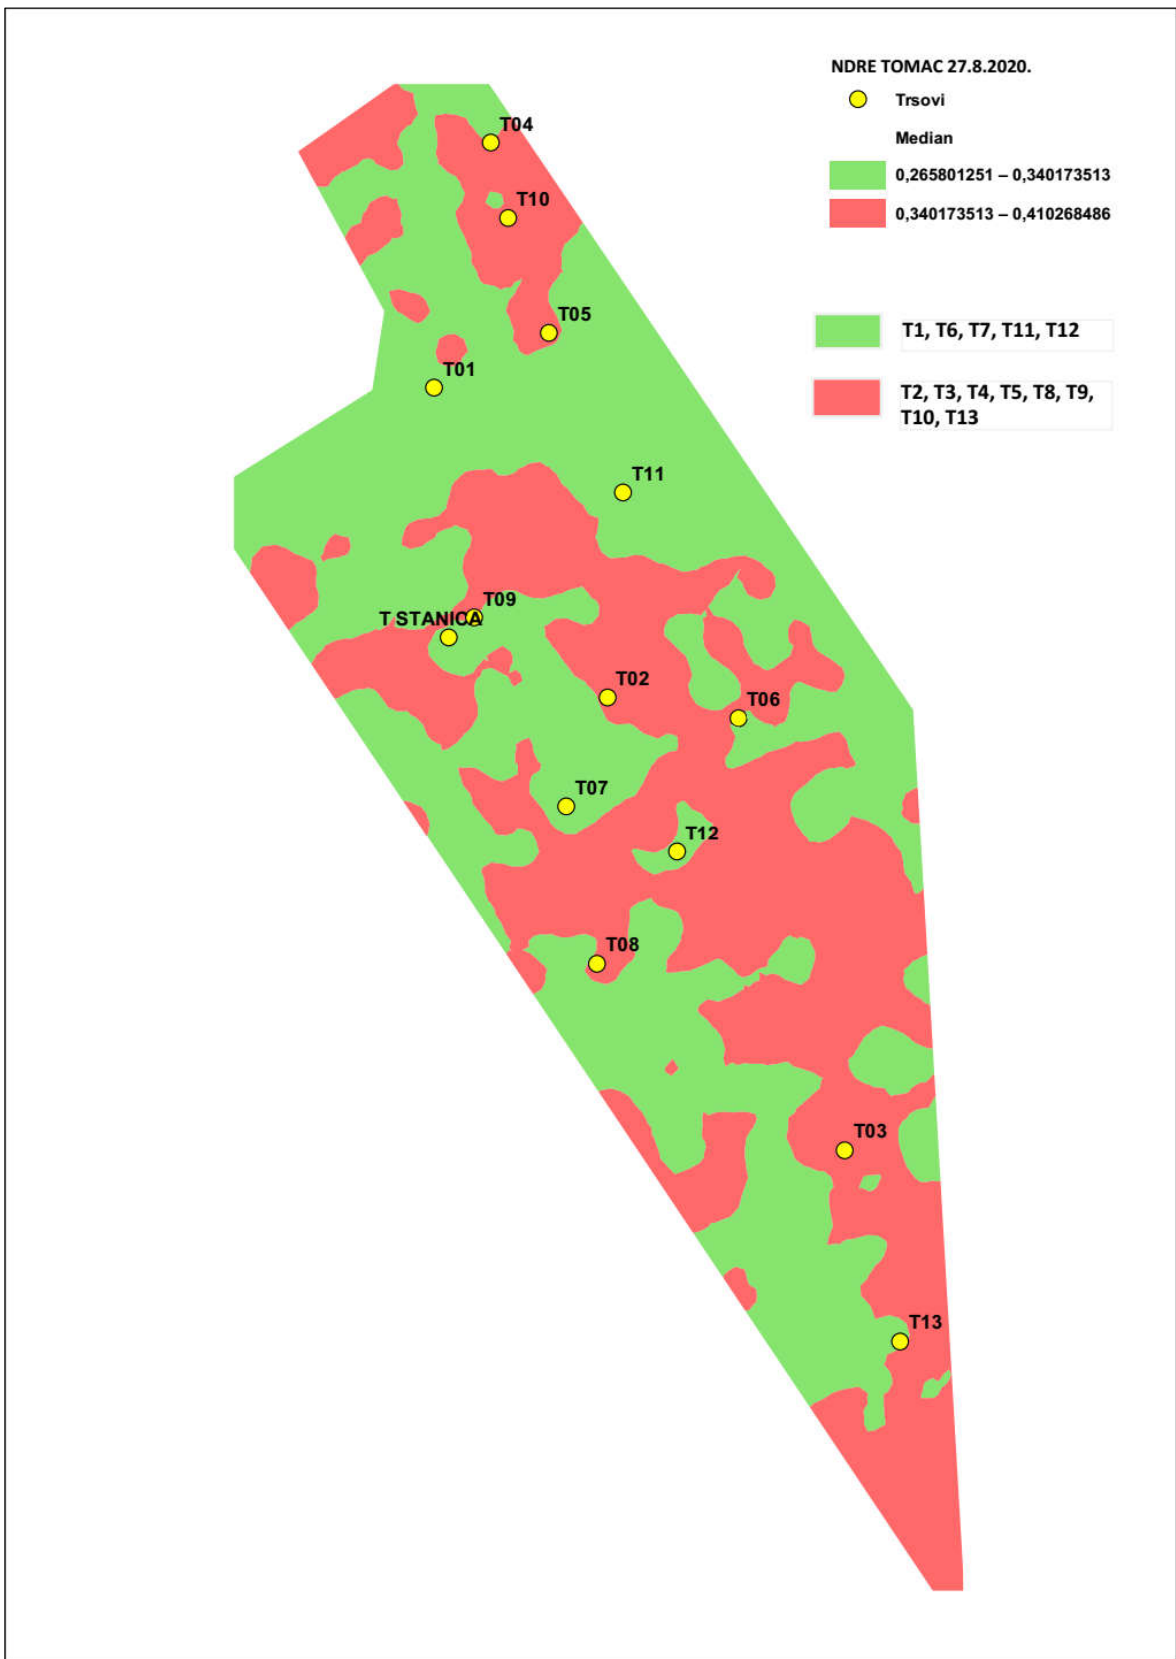 NDRE TOMAC 27.8.2020.
Trsovi
Median
0,265801251 – 0,340173513
0,340173513 – 0,410268486
T1, T6, T7, T11, T12
T2, T3, T4, T5, T8, T9,
T10, T13
T04
T10
T05
T01
T11
T09
T STANICA
T02
T06
T07
T12
T08
T03
T13